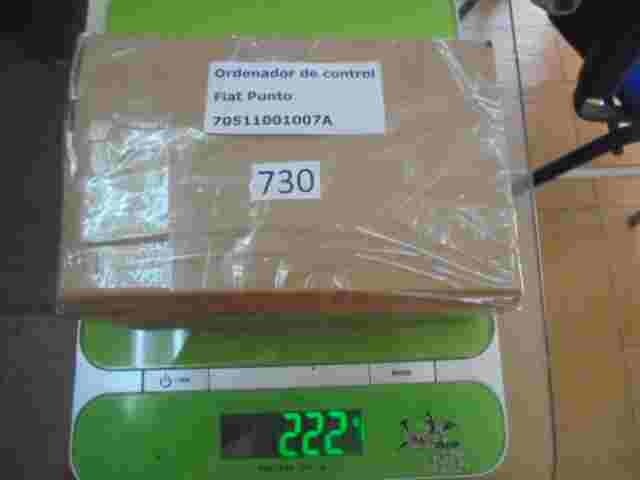 Ordenador de control
Fiat Punto
70511001007A
730
222